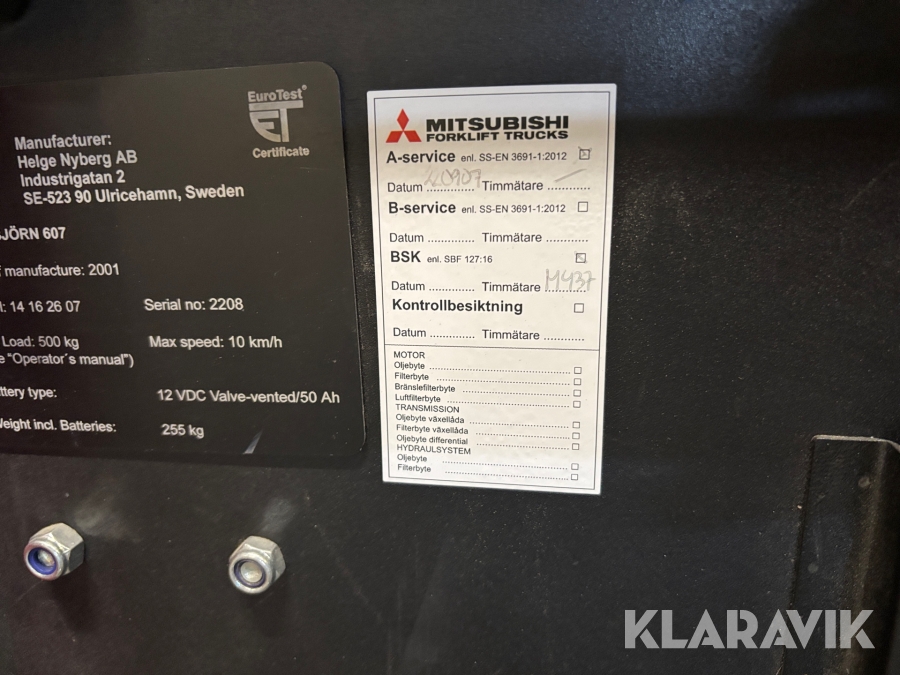 EuroTest®
ET
Certificate
Manufacturer:
Helge Nyberg AB
Industrigatan 2
SE-523 90 Ulricehamn, Sweden
JÖRN 607
manufacture: 2001
14 16 26 07 Serial no: 2208
Load: 500 kg Max speed: 10 km/h
"Operator´s manual")
ttery type: 12 VDC Valve-vented/50 Ah
Weight incl. Batteries: 255 kg
MITSUBISHI
FORKLIFT TRUCKS
A-service enl. SS-EN 3691-1:2012
Datum Timmätare ............
B-service enl. SS-EN 3691-1:2012
Datum ............. Timmätare ............
BSK enl. SBF 127:16
Datum ............. Timmätare M437
Kontrollbesiktning
Datum ............. Timmätare ............
MOTOR
Oljebyte
Filterbyte
Bränslefilterbyte
Luftfilterbyte
TRANSMISSION
Oljebyte växellåda
Filterbyte växellåda
Oljebyte differential
HYDRAULSYSTEM
Oljebyte
Filterbyte
KLARAVIK